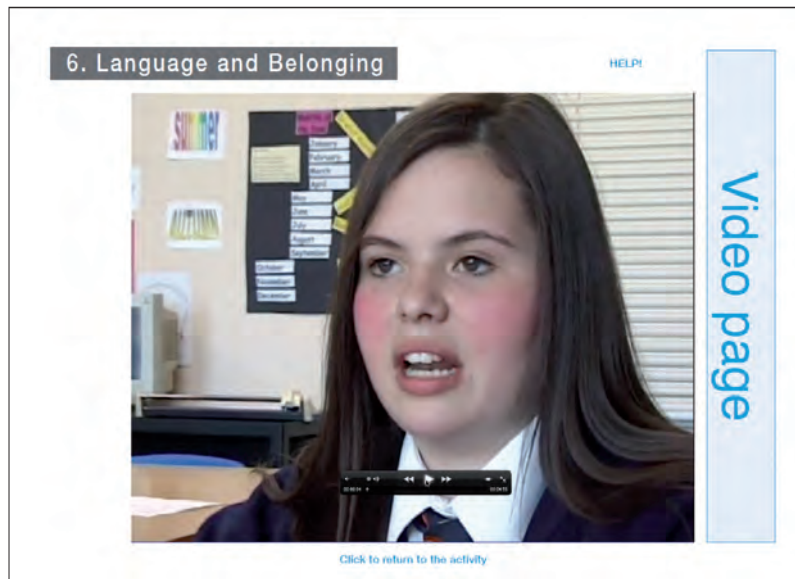 6. Language and Belonging
HELP!
summer
January
February
March
April
May
June
July
August
September
October
November
December
Video page
Click to return to the activity